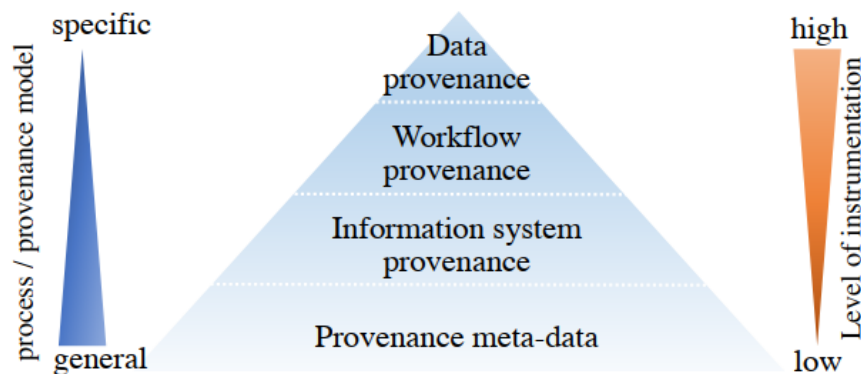 specific
high
Data
provenance
Workflow
provenance
Information system
provenance
Provenance meta-data
general
low
process / provenance model
Level of instrumentation